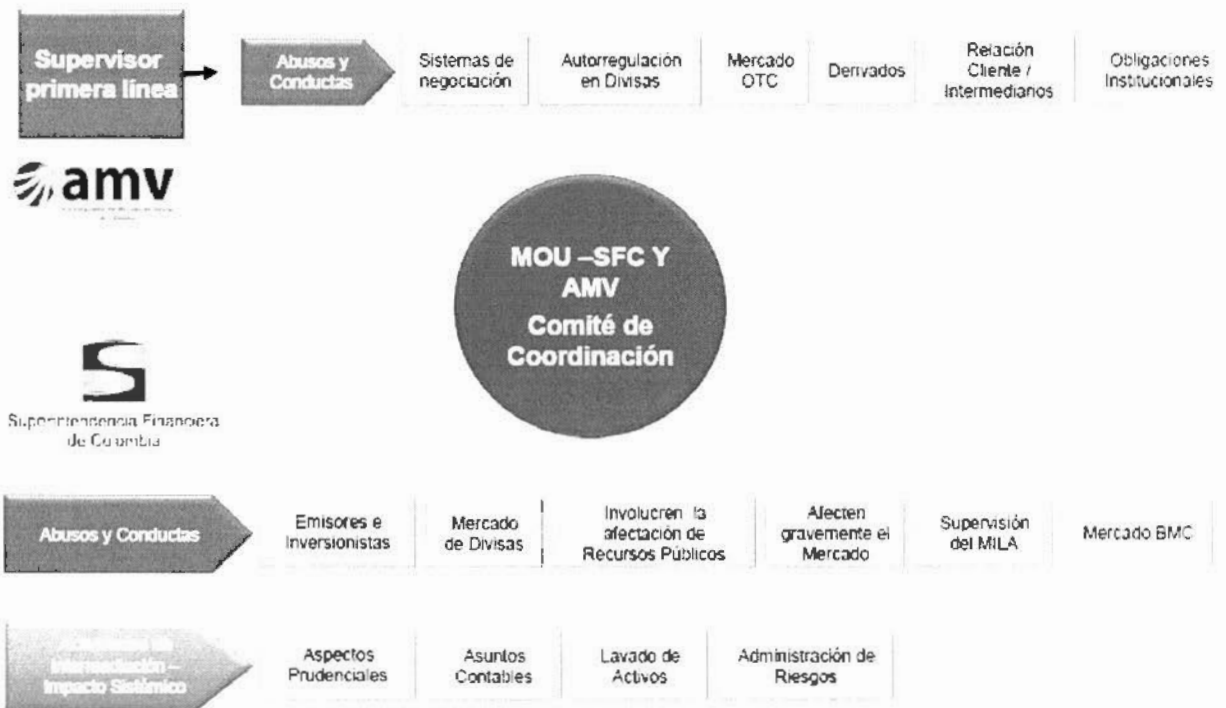 Supervisor
primera línea
Abusos y
Conductas
Sistemas de
negociación
Autorregulación
en Divisas
Mercado
OTC
Derivados
Relación
Cliente /
Intermediarios
Obligaciones
Institucionales
amv
MOU –SFC Y
AMV
Comité de
Coordinación
Superintendencia Financiera
de Colombia
Abusos y Conductas
Emisores e
Inversionistas
Mercado
de Divisas
Involucren la
afectación de
Recursos Públicos
Afecten
gravemente el
Mercado
Supervisión
del MILA
Mercado BMC
Intermediación –
Impacto Sistémico
Aspectos
Prudenciales
Asuntos
Contables
Lavado de
Activos
Administración de
Riesgos